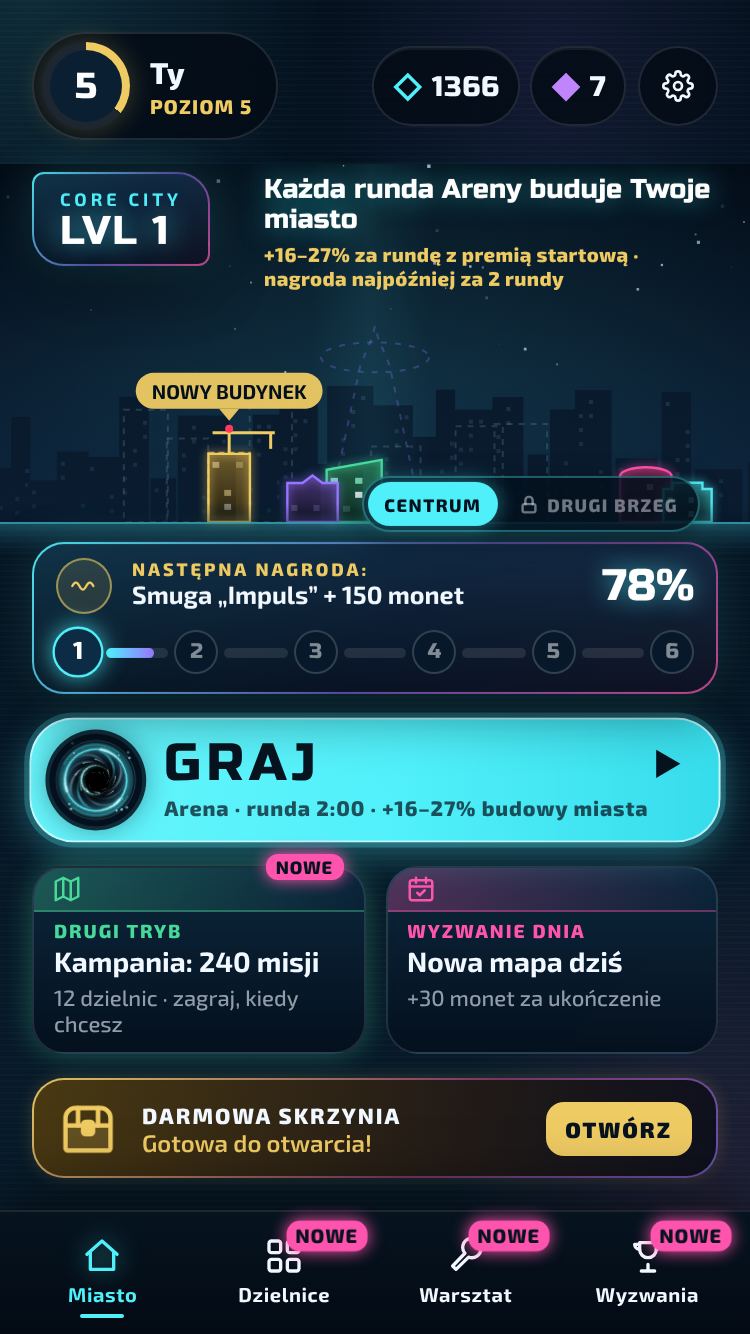 5
Ty
POZIOM 5
1366
7
CORE CITY
LVL 1
Każda runda Areny buduje Twoje
miasto
+16–27% za rundę z premią startową ·
nagroda najpóźniej za 2 rundy
NOWY BUDYNEK
CENTRUM
DRUGI BRZEG
NASTĘPNA NAGRODA:
Smuga „Impuls” + 150 monet
78%
1
2
3
4
5
6
GRAJ
Arena · runda 2:00 · +16–27% budowy miasta
NOWE
DRUGI TRYB
Kampania: 240 misji
12 dzielnic · zagraj, kiedy
chcesz
WYZWANIE DNIA
Nowa mapa dziś
+30 monet za ukończenie
DARMOWA SKRZYNIA
Gotowa do otwarcia!
OTWÓRZ
Miasto
NOWE
Dzielnice
NOWE
Warsztat
NOWE
Wyzwania